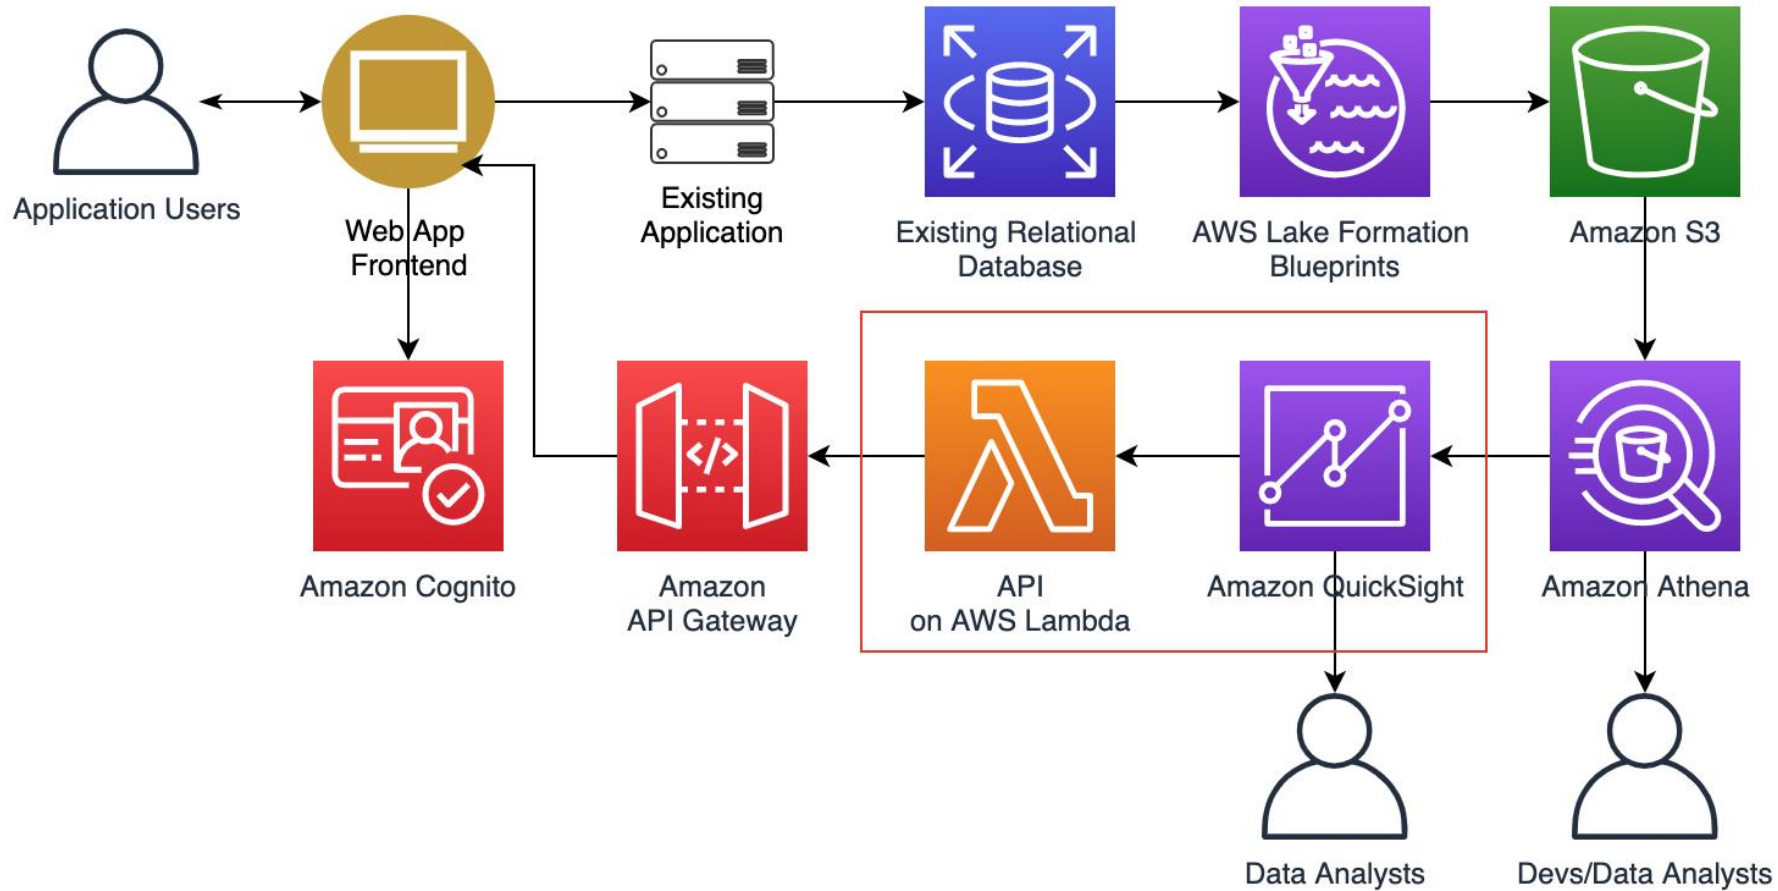 Application Users
Web App
Frontend
Existing
Application
Existing Relational
Database
AWS Lake Formation
Blueprints
Amazon S3
Amazon Cognito
</>
Amazon
API Gateway
API
on AWS Lambda
Amazon QuickSight
Amazon Athena
Data Analysts
Devs/Data Analysts